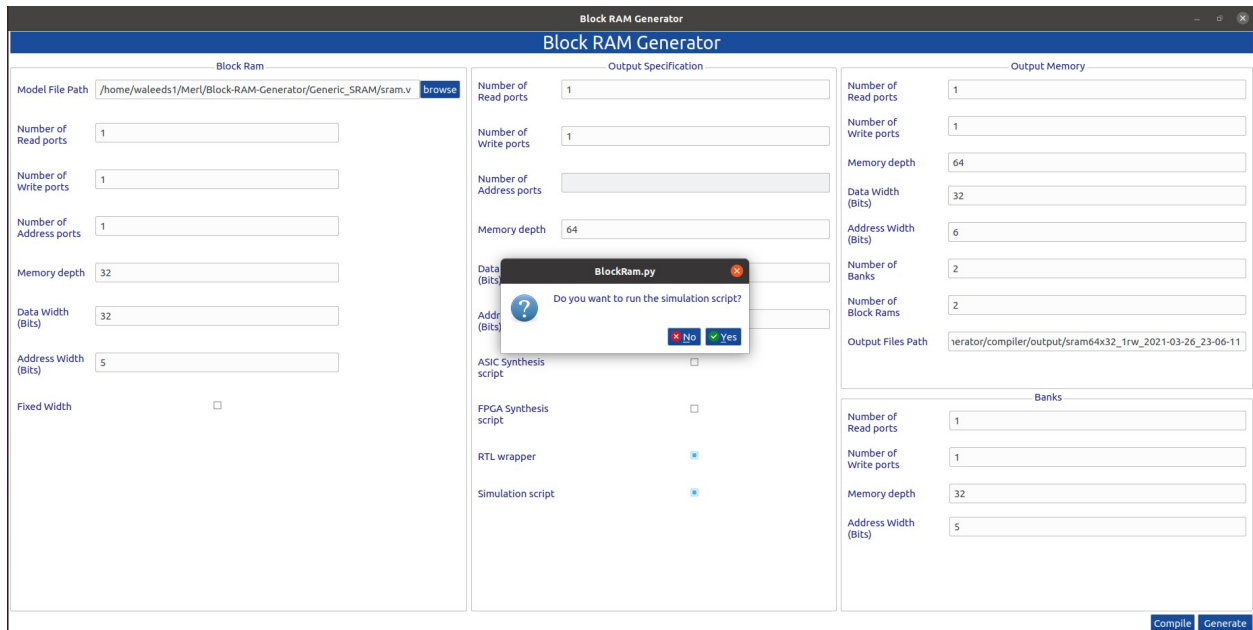 Block RAM Generator
Block RAM Generator
Block Ram
Model File Path
/home/waleeds1/Merl/Block-RAM-Generator/Generic_SRAM/sram.v
browse
Number of
Read ports
1
Number of
Write ports
1
Number of
Address ports
1
Memory depth
32
Data Width
(Bits)
32
Address Width
(Bits)
5
Fixed Width
Output Specification
Number of
Read ports
1
Number of
Write ports
1
Number of
Address ports
Memory depth
64
Data
(Bits)
Addr
(Bits)
ASIC Synthesis
script
FPGA Synthesis
script
RTL wrapper
Simulation script
BlockRam.py
Do you want to run the simulation script?
No
Yes
Output Memory
Number of
Read ports
1
Number of
Write ports
1
Memory depth
64
Data Width
(Bits)
32
Address Width
(Bits)
6
Number of
Banks
2
Number of
Block Rams
2
Output Files Path
nerator/compiler/output/sram64x32_1rw_2021-03-26_23-06-11
Banks
Number of
Read ports
1
Number of
Write ports
1
Memory depth
32
Address Width
(Bits)
5
Compile
Generate